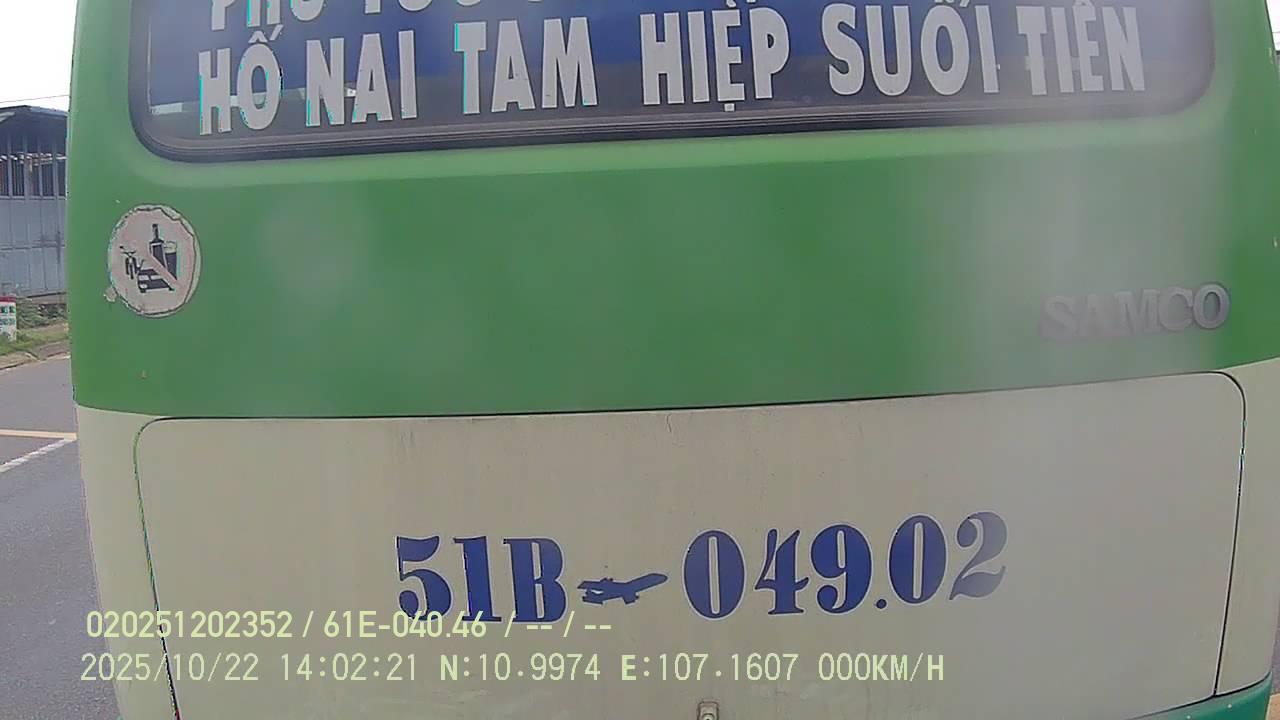 HỐ NAI TAM HIỆP SUỐI TIÊN
SAMCO
51B-049.02
020251202352 / 61E-040.46 / -- / --
2025/10/22 14:02:21 N:10.9974 E:107.1607 000KM/H